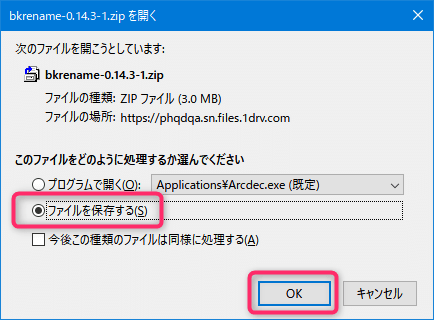 bkrename-0.14.3-1.zip を開く
次のファイルを開こうとしています:
bkrename-0.14.3-1.zip
ファイルの種類: ZIP ファイル (3.0 MB)
ファイルの場所: https://phqdqa.sn.files.1drv.com
このファイルをどのように処理するか選んでください
プログラムで開く(O): Applications¥Arcdec.exe (既定)
ファイルを保存する(S)
今後この種類のファイルは同様に処理する(A)
OK キャンセル